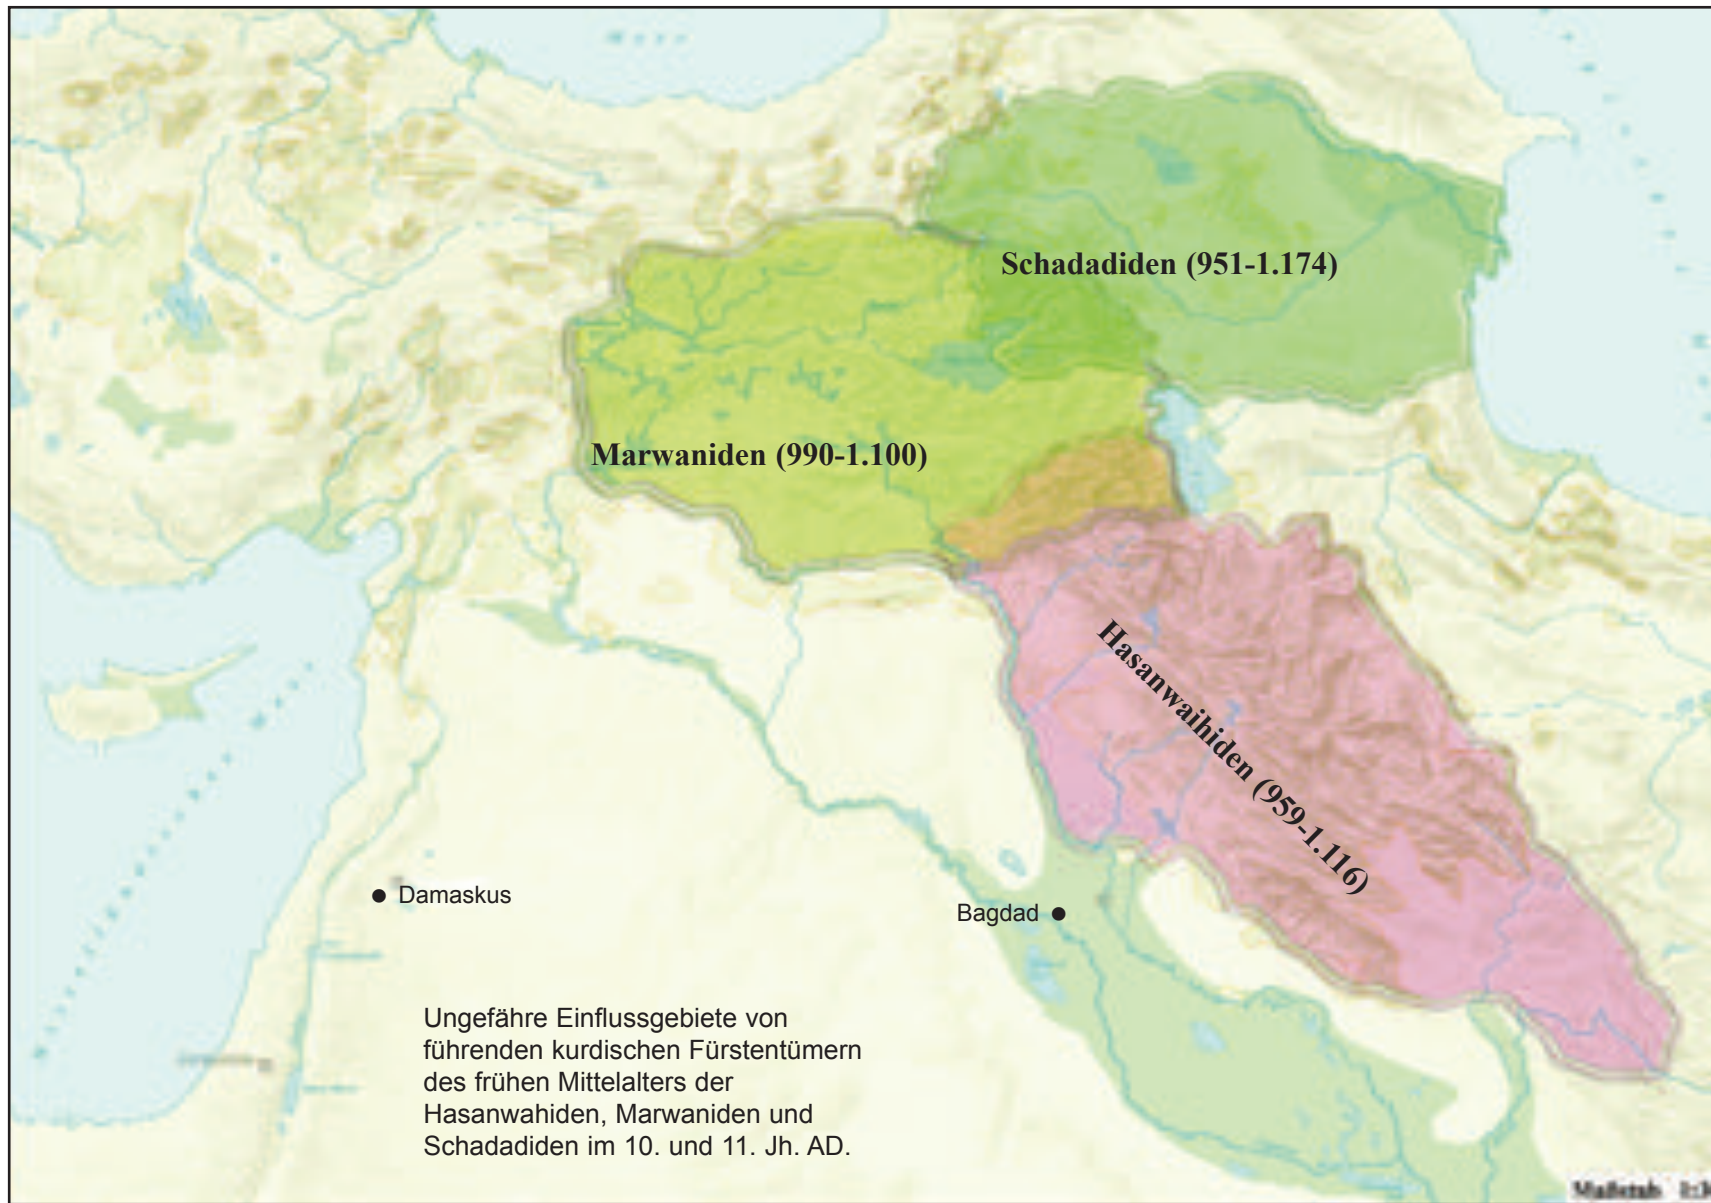 Schadadiden (951-1.174)
Marwaniden (990-1.100)
Hasanwaihiden (959-1.116)
Damaskus
Bagdad
Ungefähre Einflussgebiete von
führenden kurdischen Fürstentümern
des frühen Mittelalters der
Hasanwahiden, Marwaniden und
Schadadiden im 10. und 11. Jh. AD.
Maßstab